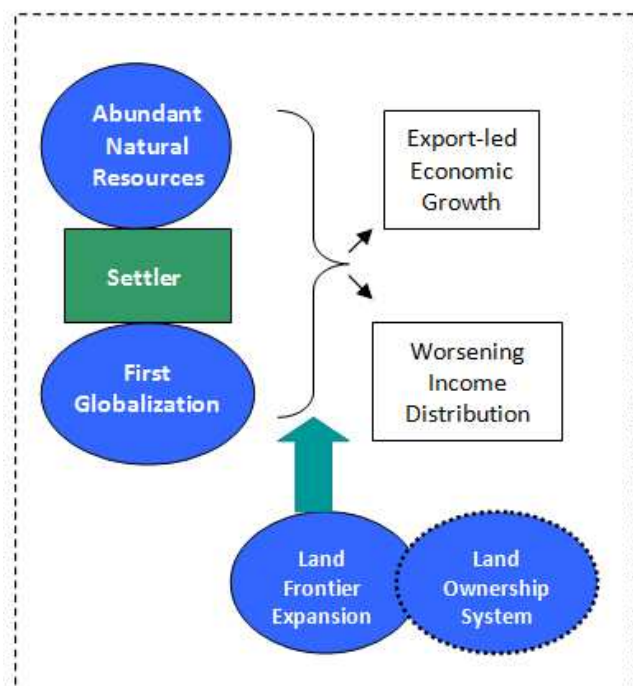 Abundant
Natural
Resources
Settler
First
Globalization
Export-led
Economic
Growth
Worsening
Income
Distribution
Land
Frontier
Expansion
Land
Ownership
System